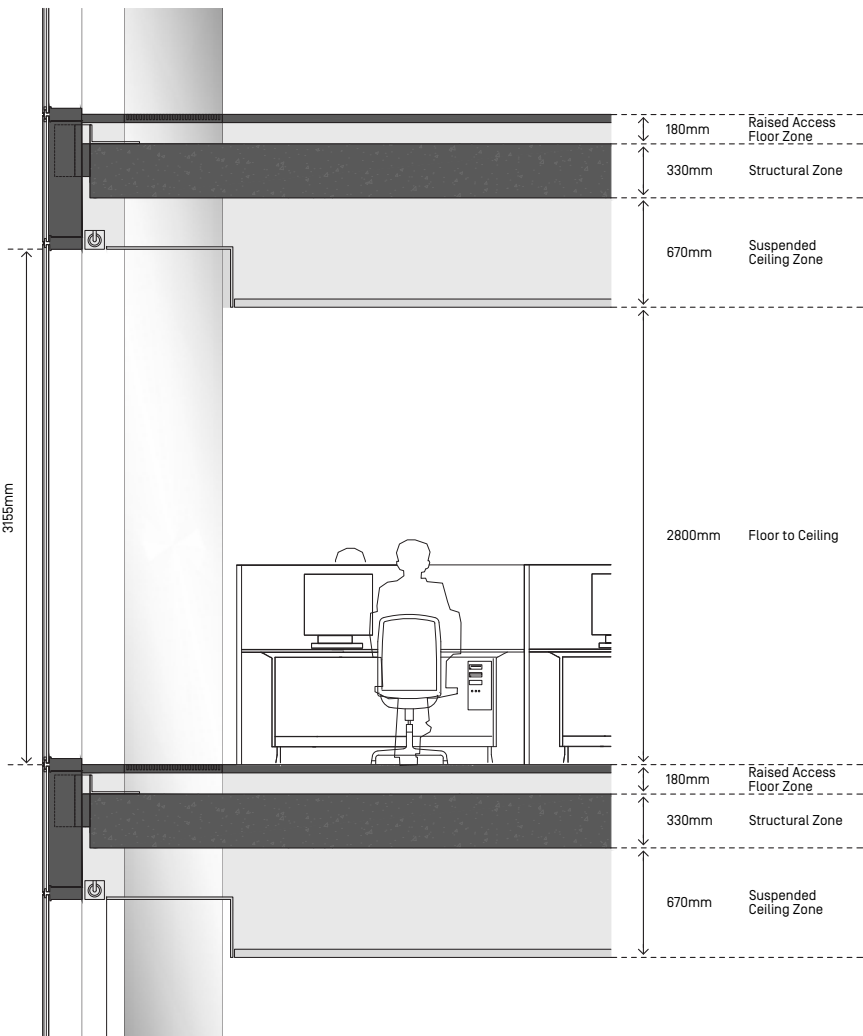 180mm
Raised Access
Floor Zone
330mm
Structural Zone
670mm
Suspended
Ceiling Zone
3155mm
2800mm
Floor to Ceiling
180mm
Raised Access
Floor Zone
330mm
Structural Zone
670mm
Suspended
Ceiling Zone